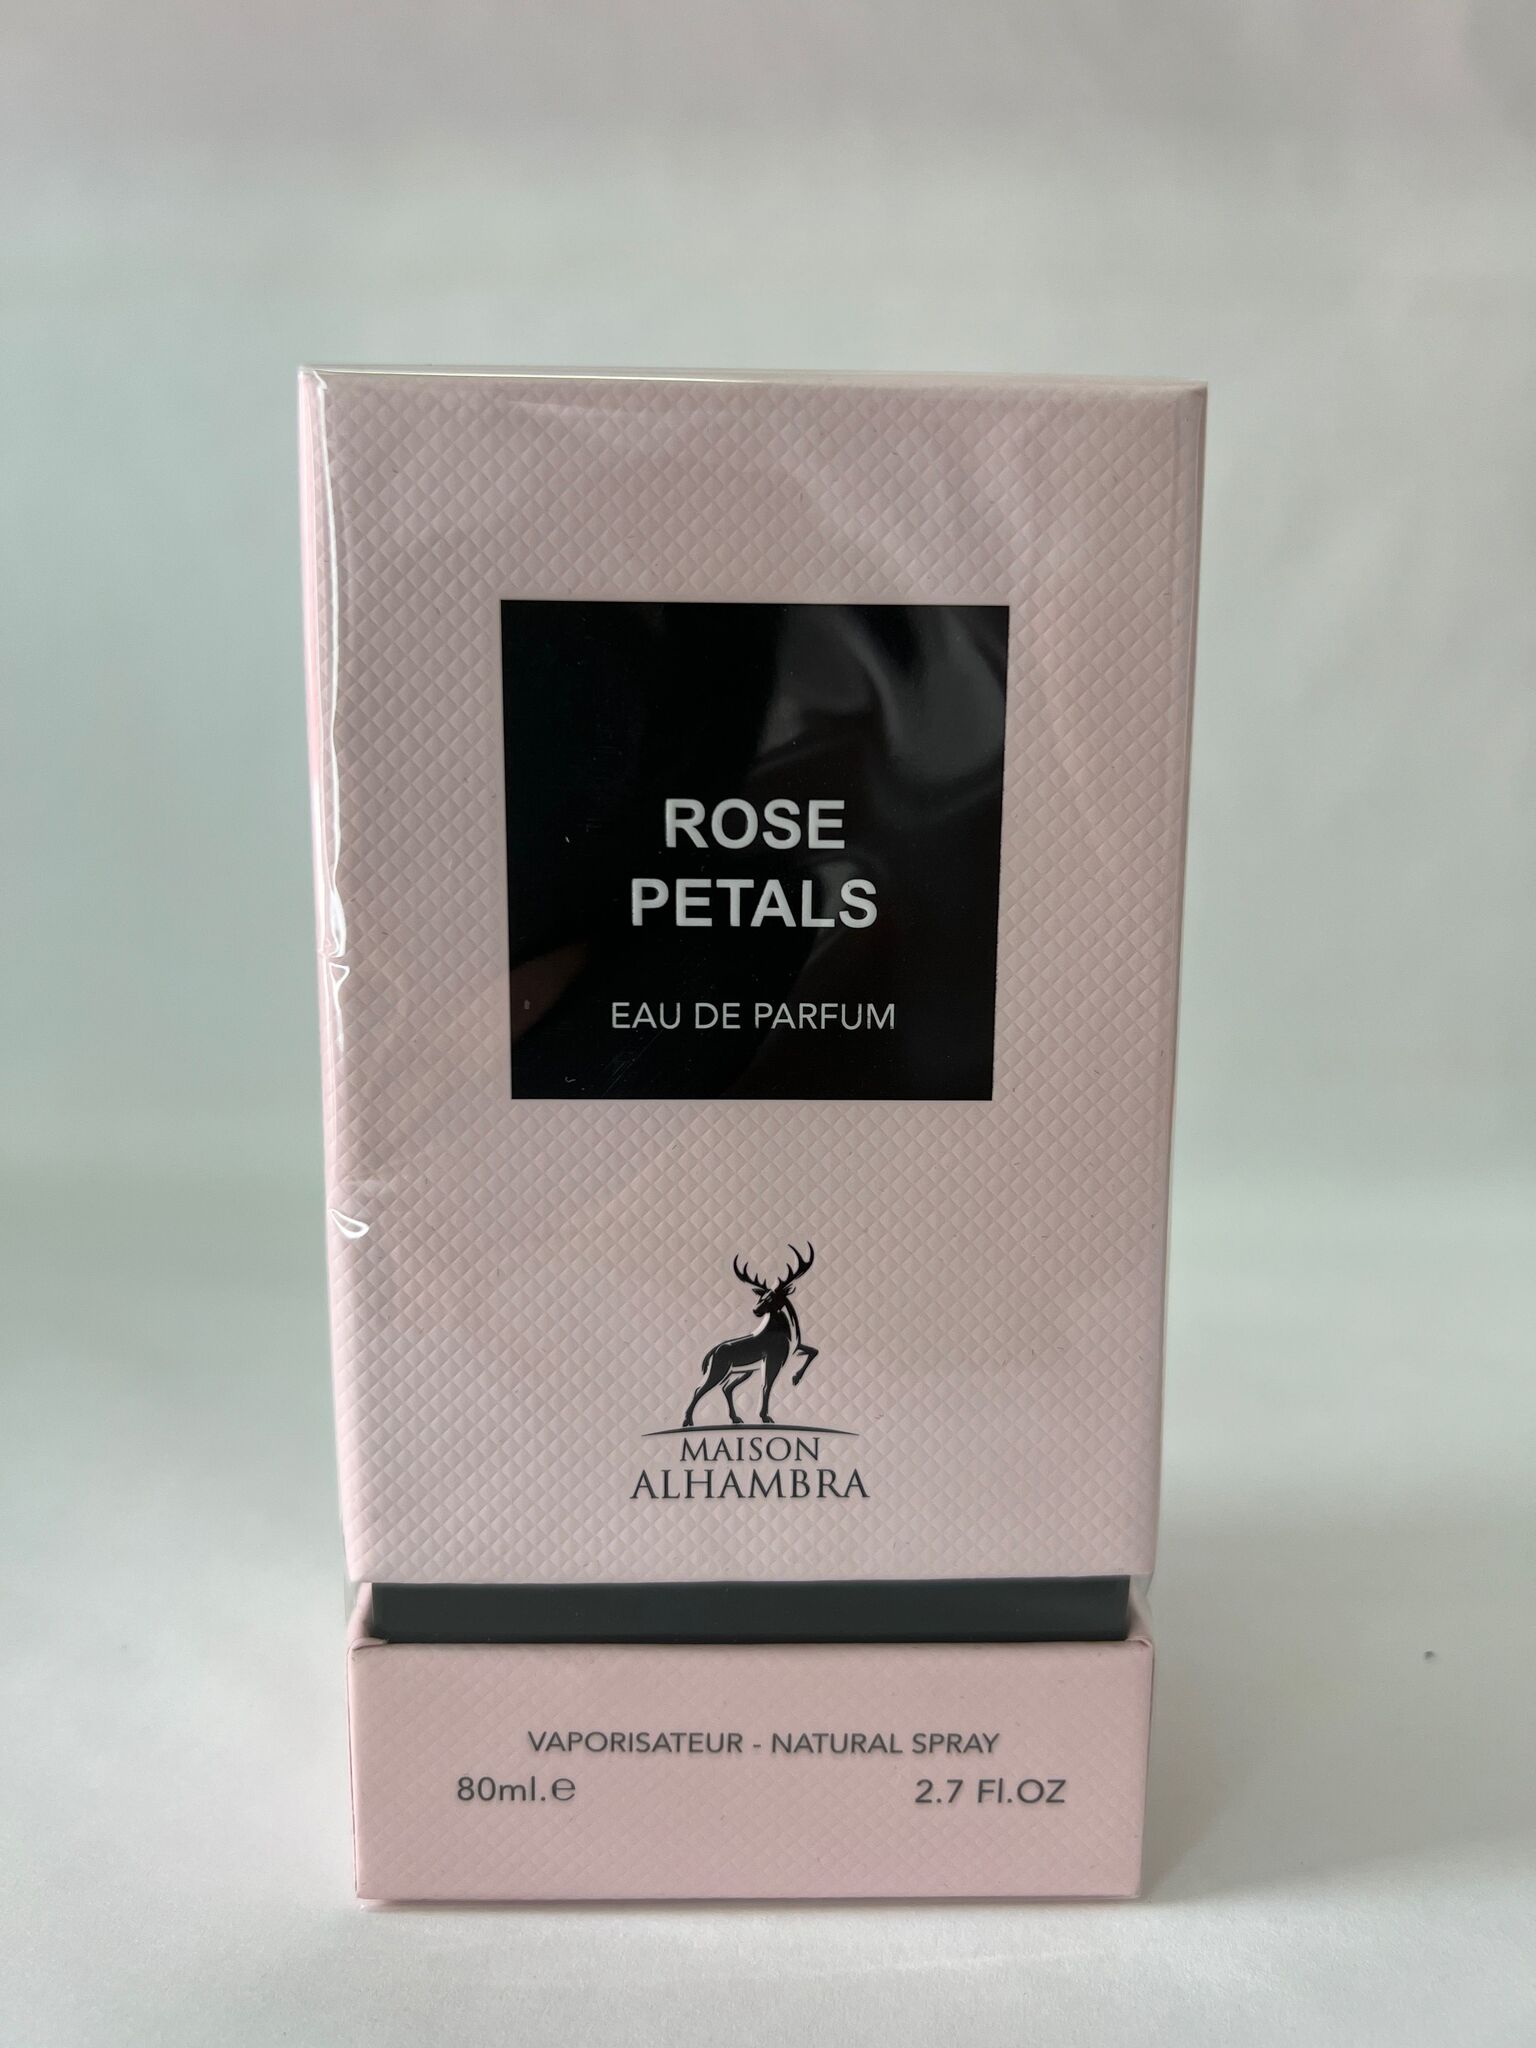 ROSE
PETALS
EAU DE PARFUM
MAISON
ALHAMBRA
VAPORISATEUR - NATURAL SPRAY
80ml.℮ 2.7 Fl.OZ